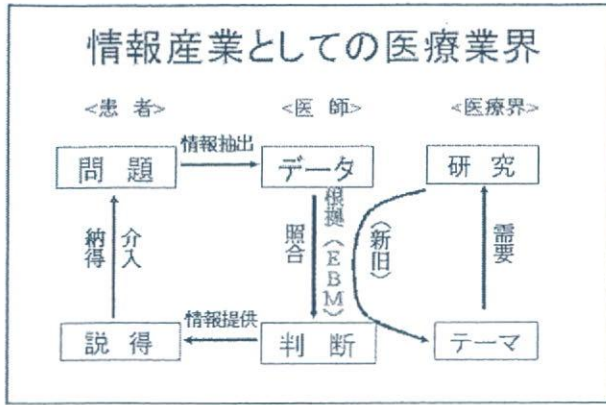 情報産業としての医療業界
<患 者>
<医 師>
<医療界>
問 題
情報抽出
データ
研 究
納得
介入
照合
根拠(EBM)
(新旧)
需要
説 得
情報提供
判 断
テーマ